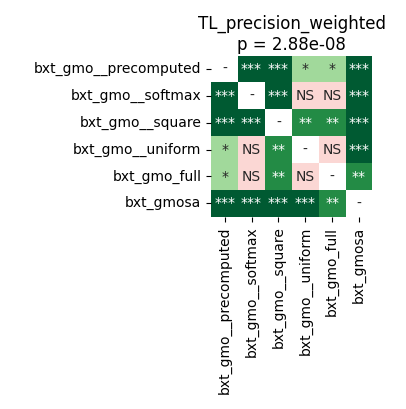 TL_precision_weighted
p = 2.88e-08
bxt_gmo__precomputed - *** *** * * ***
bxt_gmo__softmax *** - *** NS NS ***
bxt_gmo__square *** *** - ** ** ***
bxt_gmo__uniform * NS ** - NS ***
bxt_gmo_full * NS ** NS - **
bxt_gmosa *** *** *** *** ** -
bxt_gmo__precomputed
bxt_gmo__softmax
bxt_gmo__square
bxt_gmo__uniform
bxt_gmo_full
bxt_gmosa